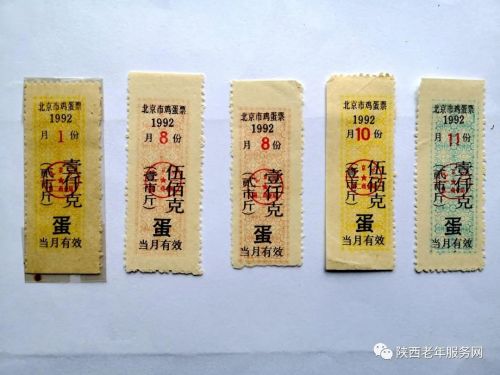 北京市鸡蛋票
1992
1月份
壹仟克
(贰市斤)
蛋
当月有效
北京市鸡蛋票
1992
8月份
伍佰克
(壹市斤)
蛋
当月有效
北京市鸡蛋票
1992
8月份
壹仟克
(贰市斤)
蛋
当月有效
北京市鸡蛋票
1992
10月份
伍佰克
(壹市斤)
蛋
当月有效
北京市鸡蛋票
1992
11月份
壹仟克
(贰市斤)
蛋
当月有效
陕西老年服务网